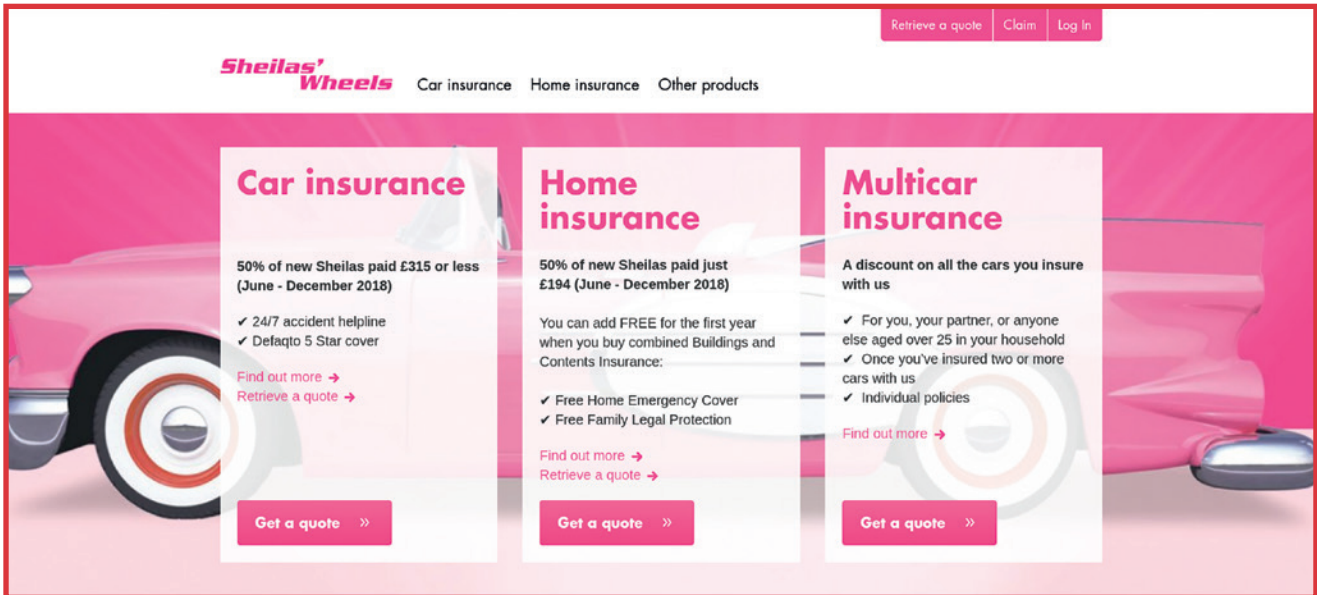 Retrieve a quote Claim Log In
Sheilas'
Wheels
Car insurance Home insurance Other products
Car insurance
50% of new Sheilas paid £315 or less
(June - December 2018)
✔ 24/7 accident helpline
✔ Defaqto 5 Star cover
Find out more →
Retrieve a quote →
Get a quote »
Home
insurance
50% of new Sheilas paid just
£194 (June - December 2018)
You can add FREE for the first year
when you buy combined Buildings and
Contents Insurance:
✔ Free Home Emergency Cover
✔ Free Family Legal Protection
Find out more →
Retrieve a quote →
Get a quote »
Multicar
insurance
A discount on all the cars you insure
with us
✔ For you, your partner, or anyone
else aged over 25 in your household
✔ Once you've insured two or more
cars with us
✔ Individual policies
Find out more →
Get a quote »